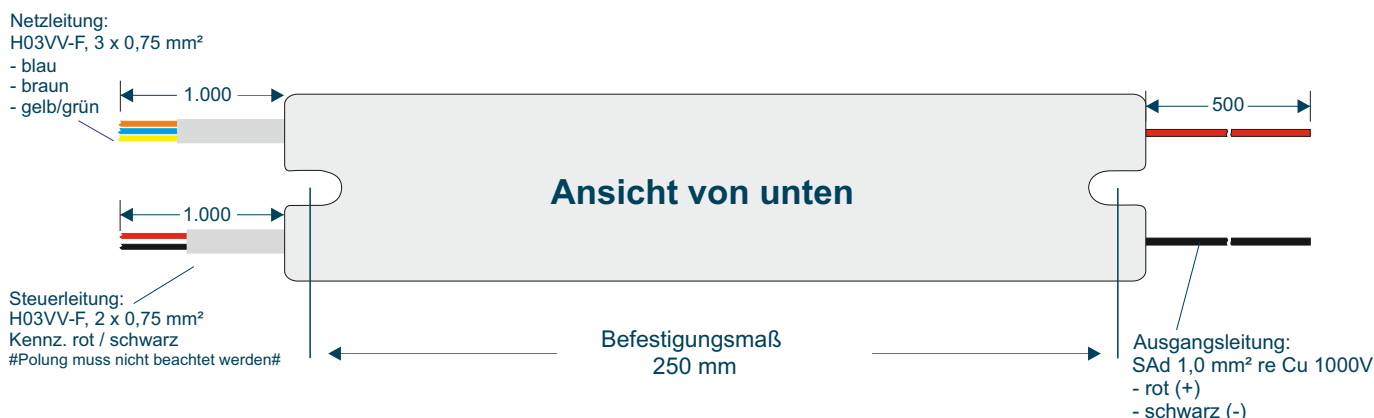 Netzleitung:
H03VV-F, 3 x 0,75 mm²
- blau
- braun
- gelb/grün
1.000
500
Ansicht von unten
1.000
Steuerleitung:
H03VV-F, 2 x 0,75 mm²
Kennz. rot / schwarz
#Polung muss nicht beachtet werden#
Befestigungsmaß
250 mm
Ausgangsleitung:
SAd 1,0 mm² re Cu 1000V
- rot (+)
- schwarz (-)